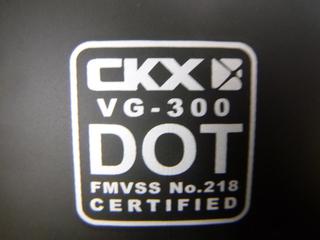 CKX
VG-300
DOT
FMVSS No.218
CERTIFIED